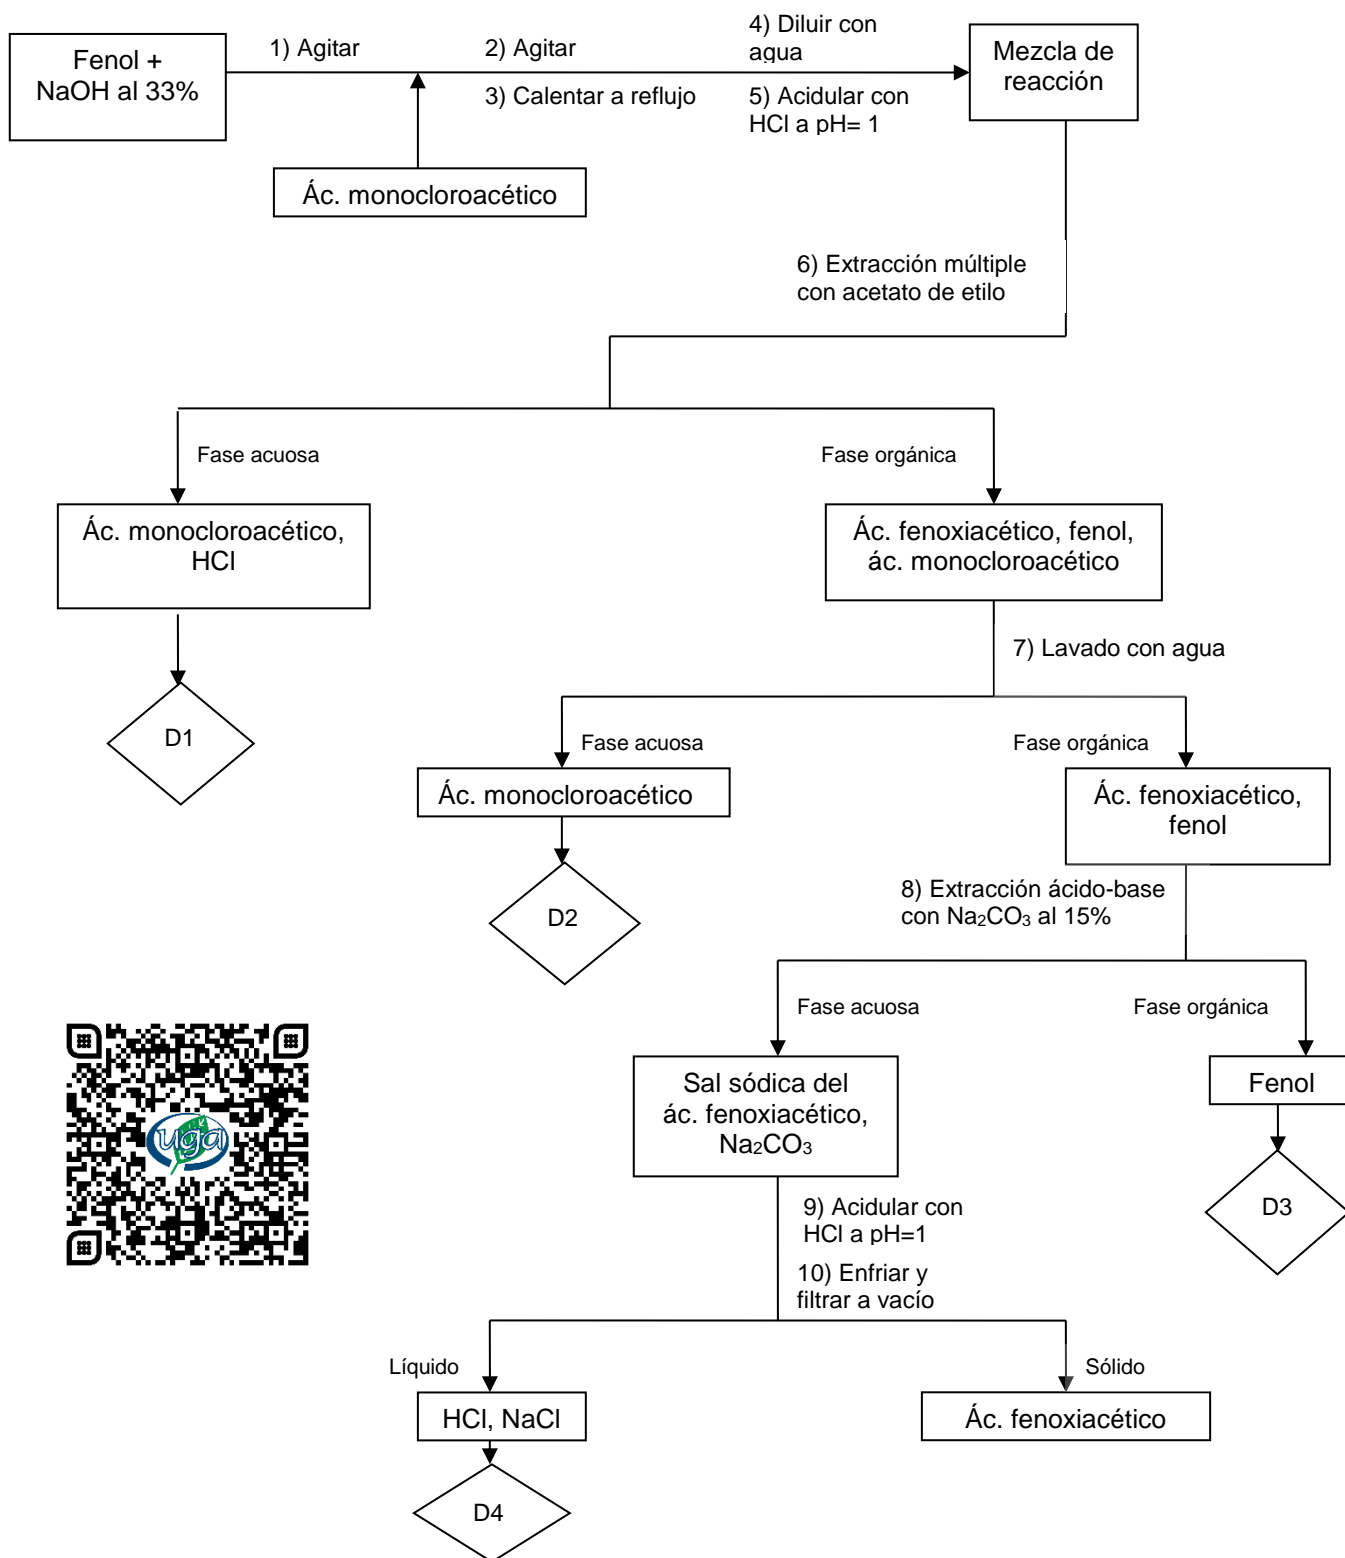 Fenol +
NaOH al 33%
1) Agitar
2) Agitar
3) Calentar a reflujo
4) Diluir con
agua
5) Acidular con
HCl a pH= 1
Mezcla de
reacción
Ác. monocloroacético
6) Extracción múltiple
con acetato de etilo
Fase acuosa
Fase orgánica
Ác. monocloroacético,
HCl
Ác. fenoxiacético, fenol,
ác. monocloroacético
7) Lavado con agua
D1
Fase acuosa
Fase orgánica
Ác. monocloroacético
Ác. fenoxiacético,
fenol
8) Extracción ácido-base
con Na₂CO₃ al 15%
D2
Fase acuosa
Fase orgánica
Sal sódica del
ác. fenoxiacético,
Na₂CO₃
Fenol
uga
9) Acidular con
HCl a pH=1
D3
10) Enfriar y
filtrar a vacío
Líquido
Sólido
HCl, NaCl
Ác. fenoxiacético
D4